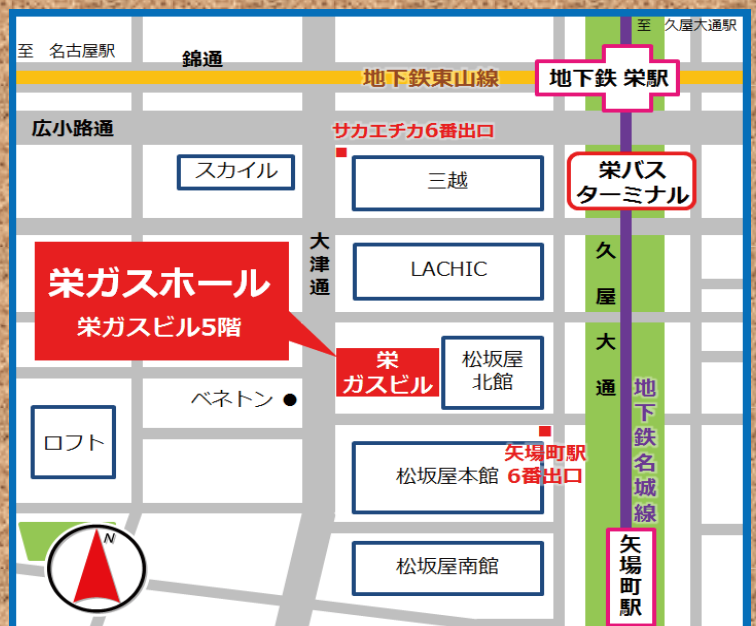 至 名古屋駅
錦通
至 久屋大通駅
地下鉄東山線
地下鉄 栄駅
広小路通
サカエチカ6番出口
スカイル
三越
栄バス
ターミナル
大津通
LACHIC
久屋大通
栄ガスホール
栄ガスビル5階
栄
ガスビル
松坂屋
北館
ベネトン
地下鉄名城線
ロフト
矢場町駅
6番出口
松坂屋本館
松坂屋南館
矢場町駅
N